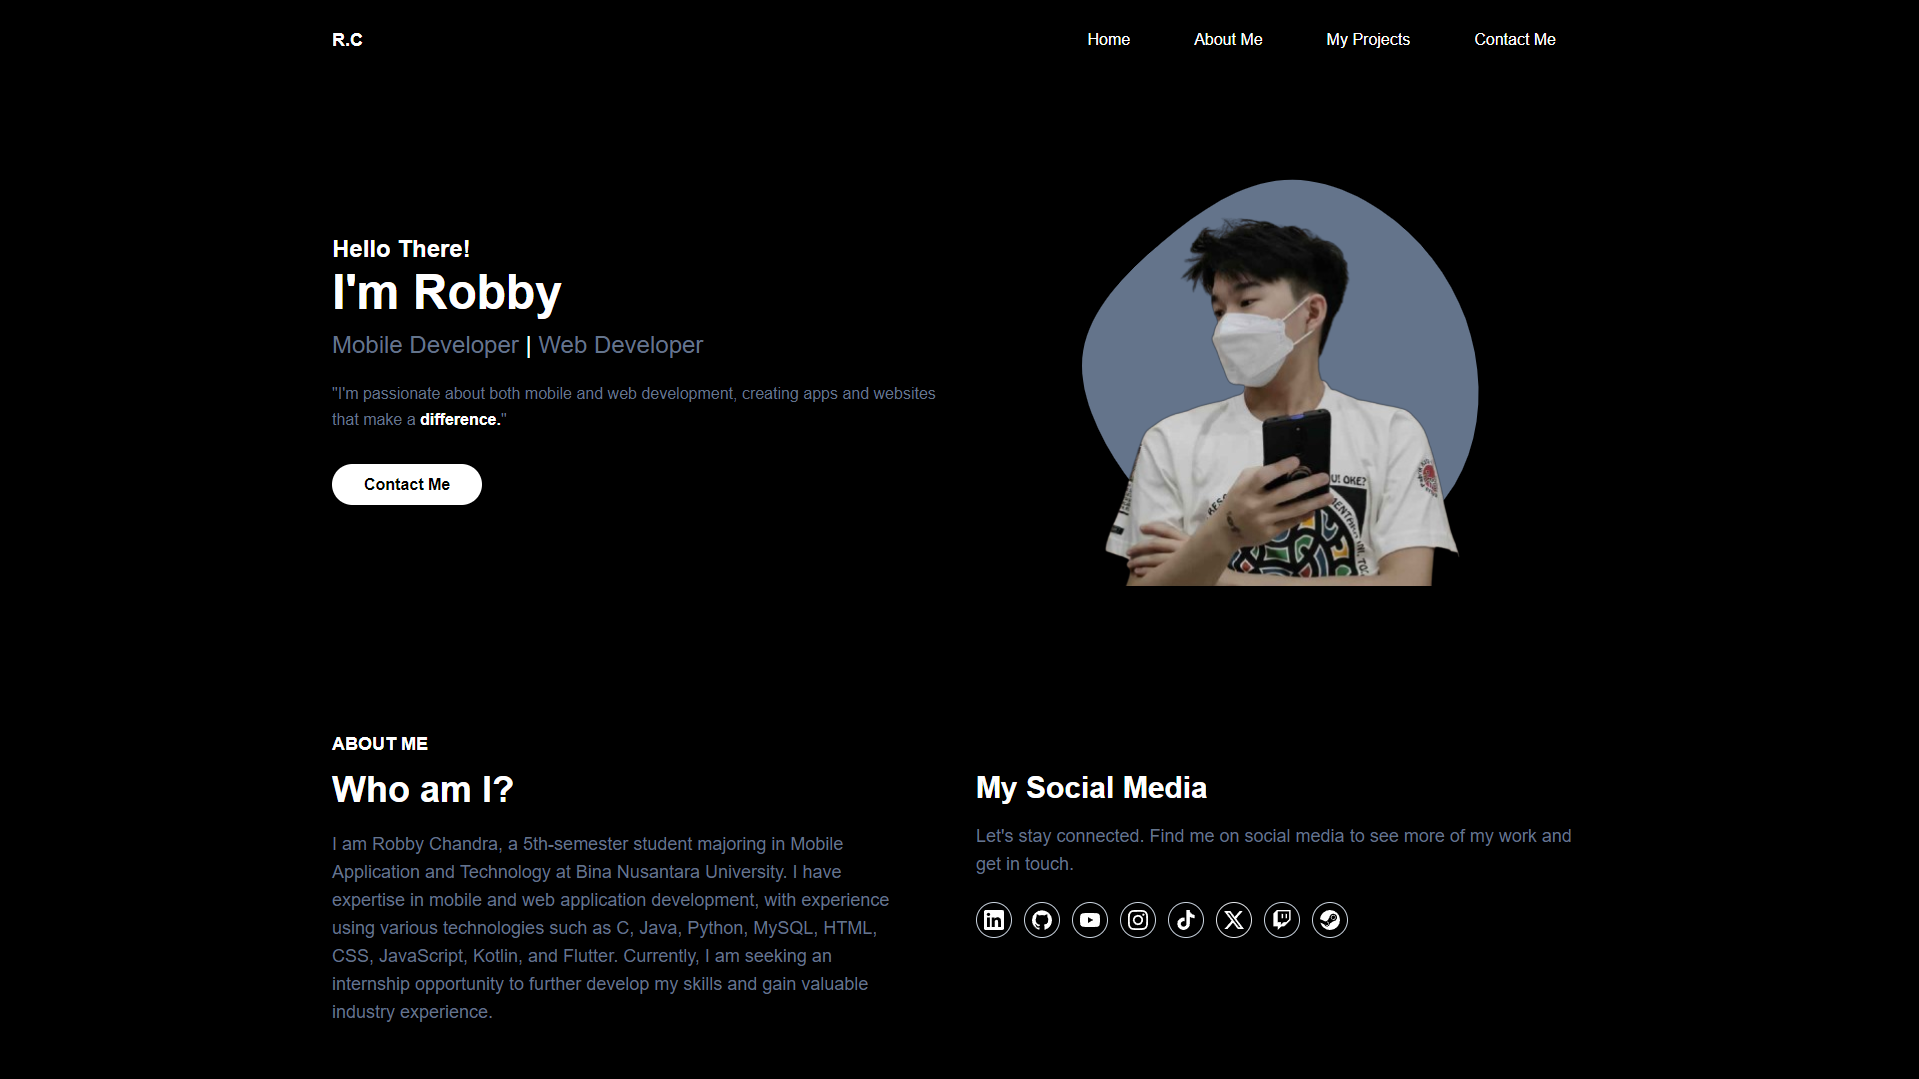 R.C
Home
About Me
My Projects
Contact Me
Hello There!
I'm Robby
Mobile Developer | Web Developer
"I'm passionate about both mobile and web development, creating apps and websites
that make a difference."
Contact Me
U! OKE?
ABOUT ME
Who am I?
I am Robby Chandra, a 5th-semester student majoring in Mobile
Application and Technology at Bina Nusantara University. I have
expertise in mobile and web application development, with experience
using various technologies such as C, Java, Python, MySQL, HTML,
CSS, JavaScript, Kotlin, and Flutter. Currently, I am seeking an
internship opportunity to further develop my skills and gain valuable
industry experience.
My Social Media
Let's stay connected. Find me on social media to see more of my work and
get in touch.